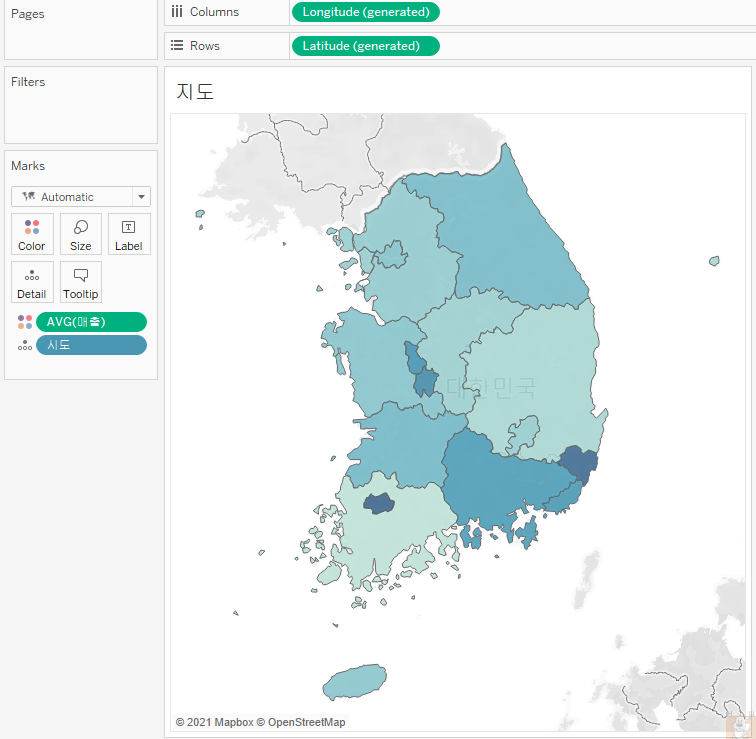 Pages
Columns
Longitude (generated)
Rows
Latitude (generated)
Filters
지도
Marks
Automatic
Color
Size
Label
Detail
Tooltip
AVG(매출)
시도
대한민국
© 2021 Mapbox © OpenStreetMap